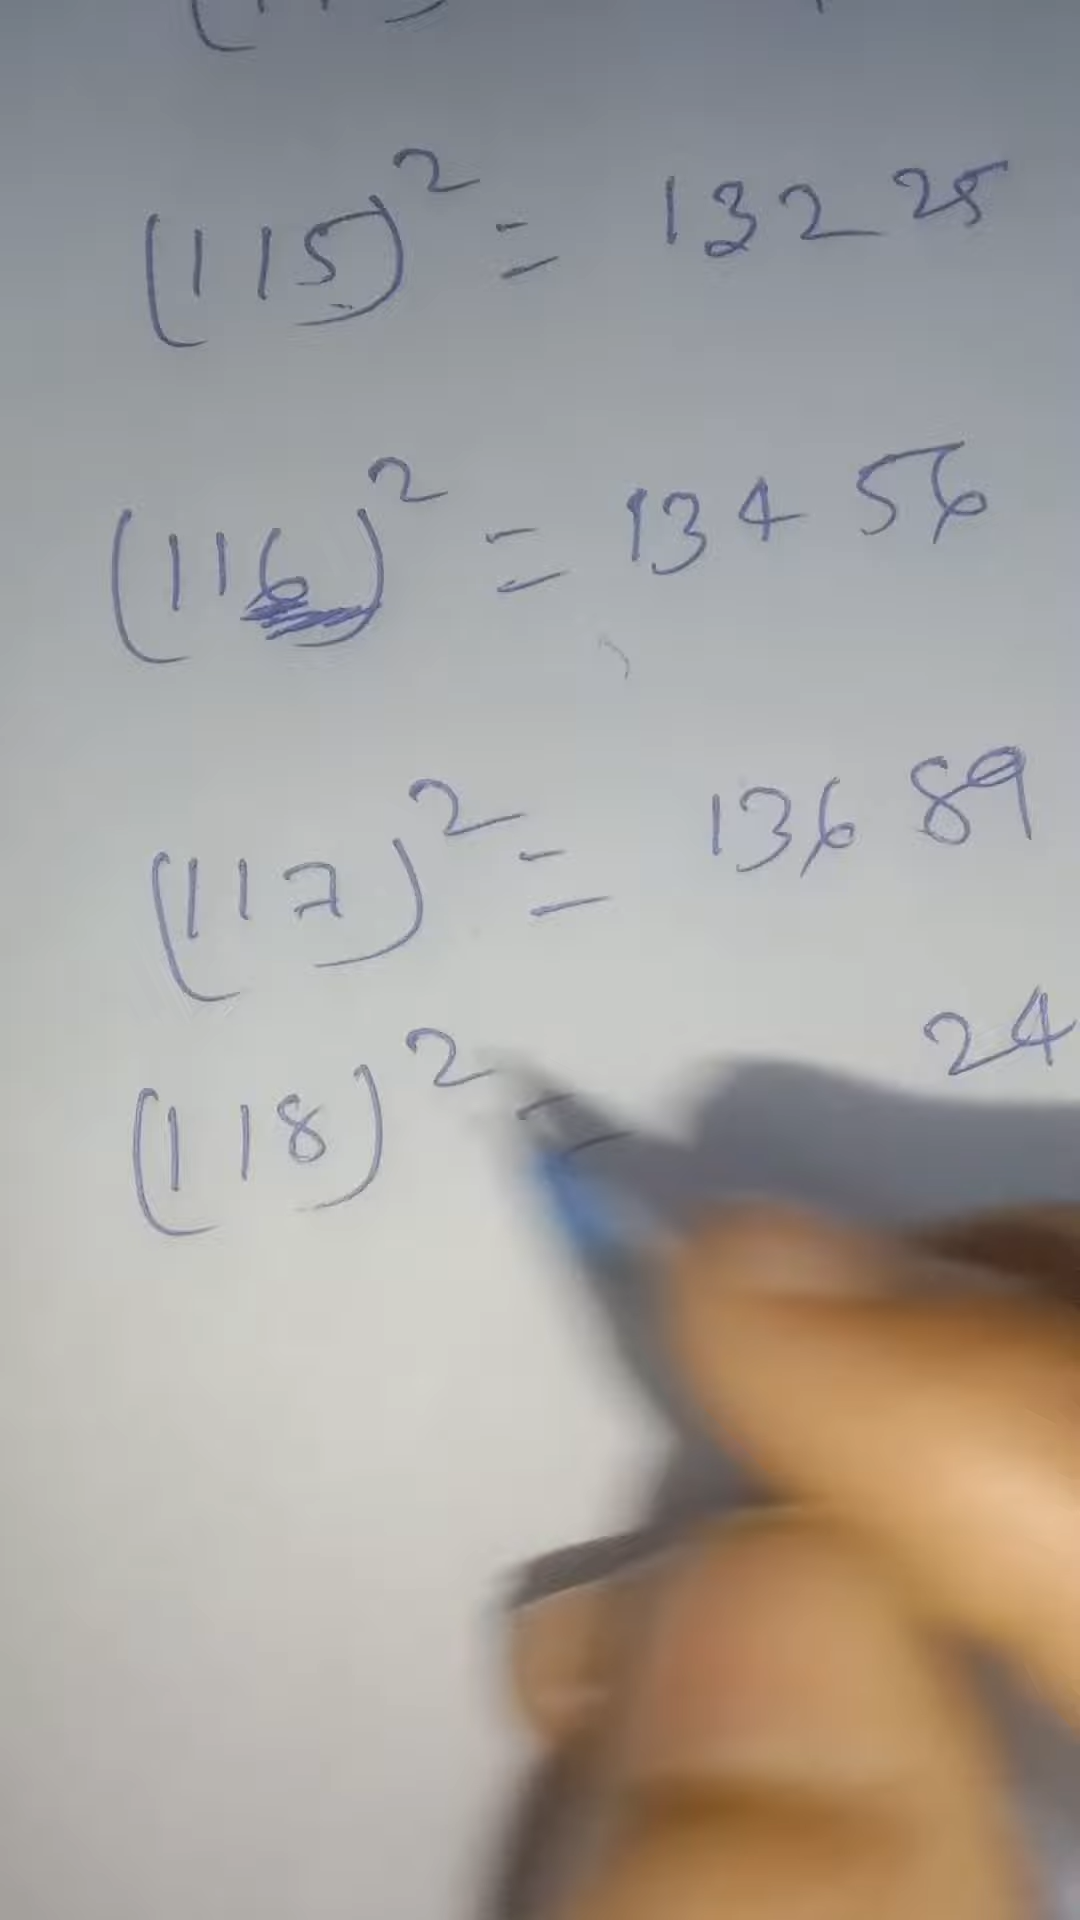 (115)² = 13225
(116)² = 13456
(117)² = 13689
(118)² = 24